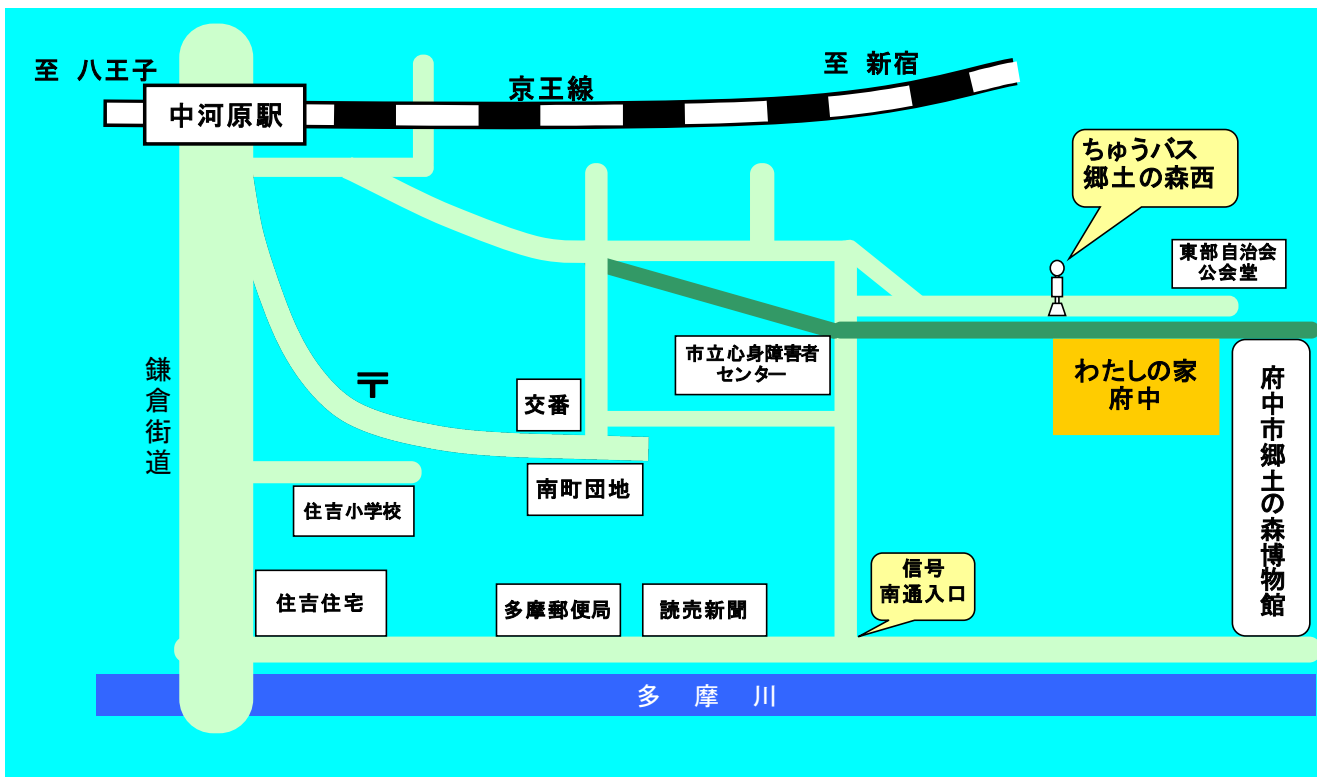 至 八王子
中河原駅
京王線
至 新宿
ちゅうバス
郷土の森西
東部自治会
公会堂
市立心身障害者
センター
わたしの家
府中
府中市郷土の森博物館
鎌倉街道
〒
交番
南町団地
住吉小学校
住吉住宅
多摩郵便局
読売新聞
信号
南通入口
多 摩 川